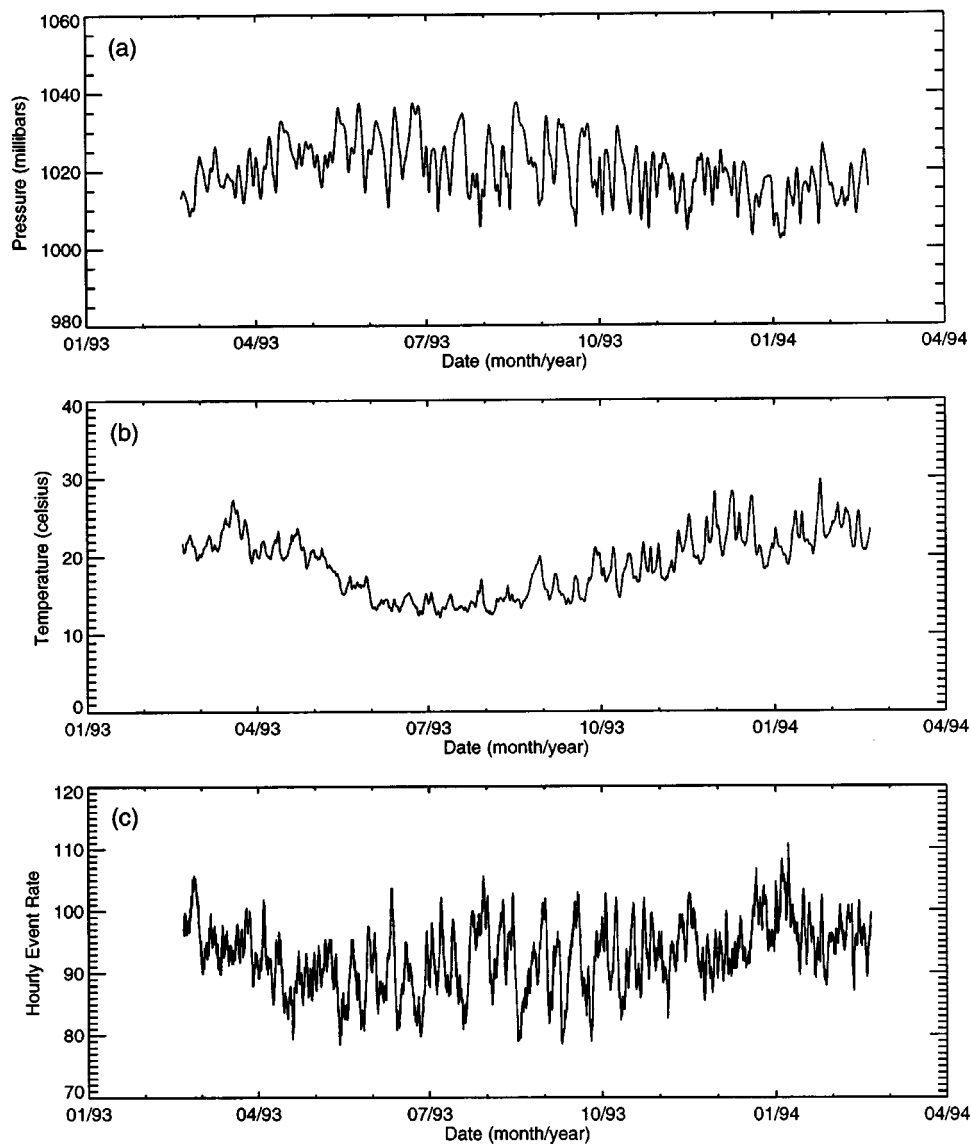 1060
(a)
1040
1020
1000
980
Pressure (millibars)
01/93 04/93 07/93 10/93 01/94 04/94
Date (month/year)
40
(b)
30
20
10
0
Temperature (celsius)
01/93 04/93 07/93 10/93 01/94 04/94
Date (month/year)
120
(c)
110
100
90
80
70
Hourly Event Rate
01/93 04/93 07/93 10/93 01/94 04/94
Date (month/year)